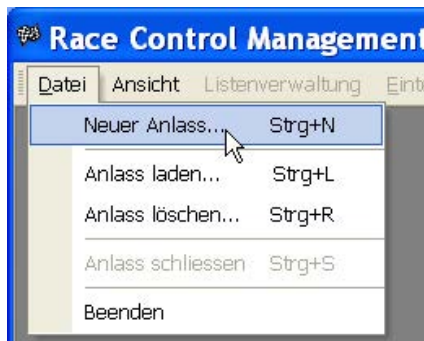 Race Control Management
Datei Ansicht Listenverwaltung
Neuer Anlass... Strg+N
Anlass laden... Strg+L
Anlass löschen... Strg+R
Anlass schliessen Strg+S
Beenden